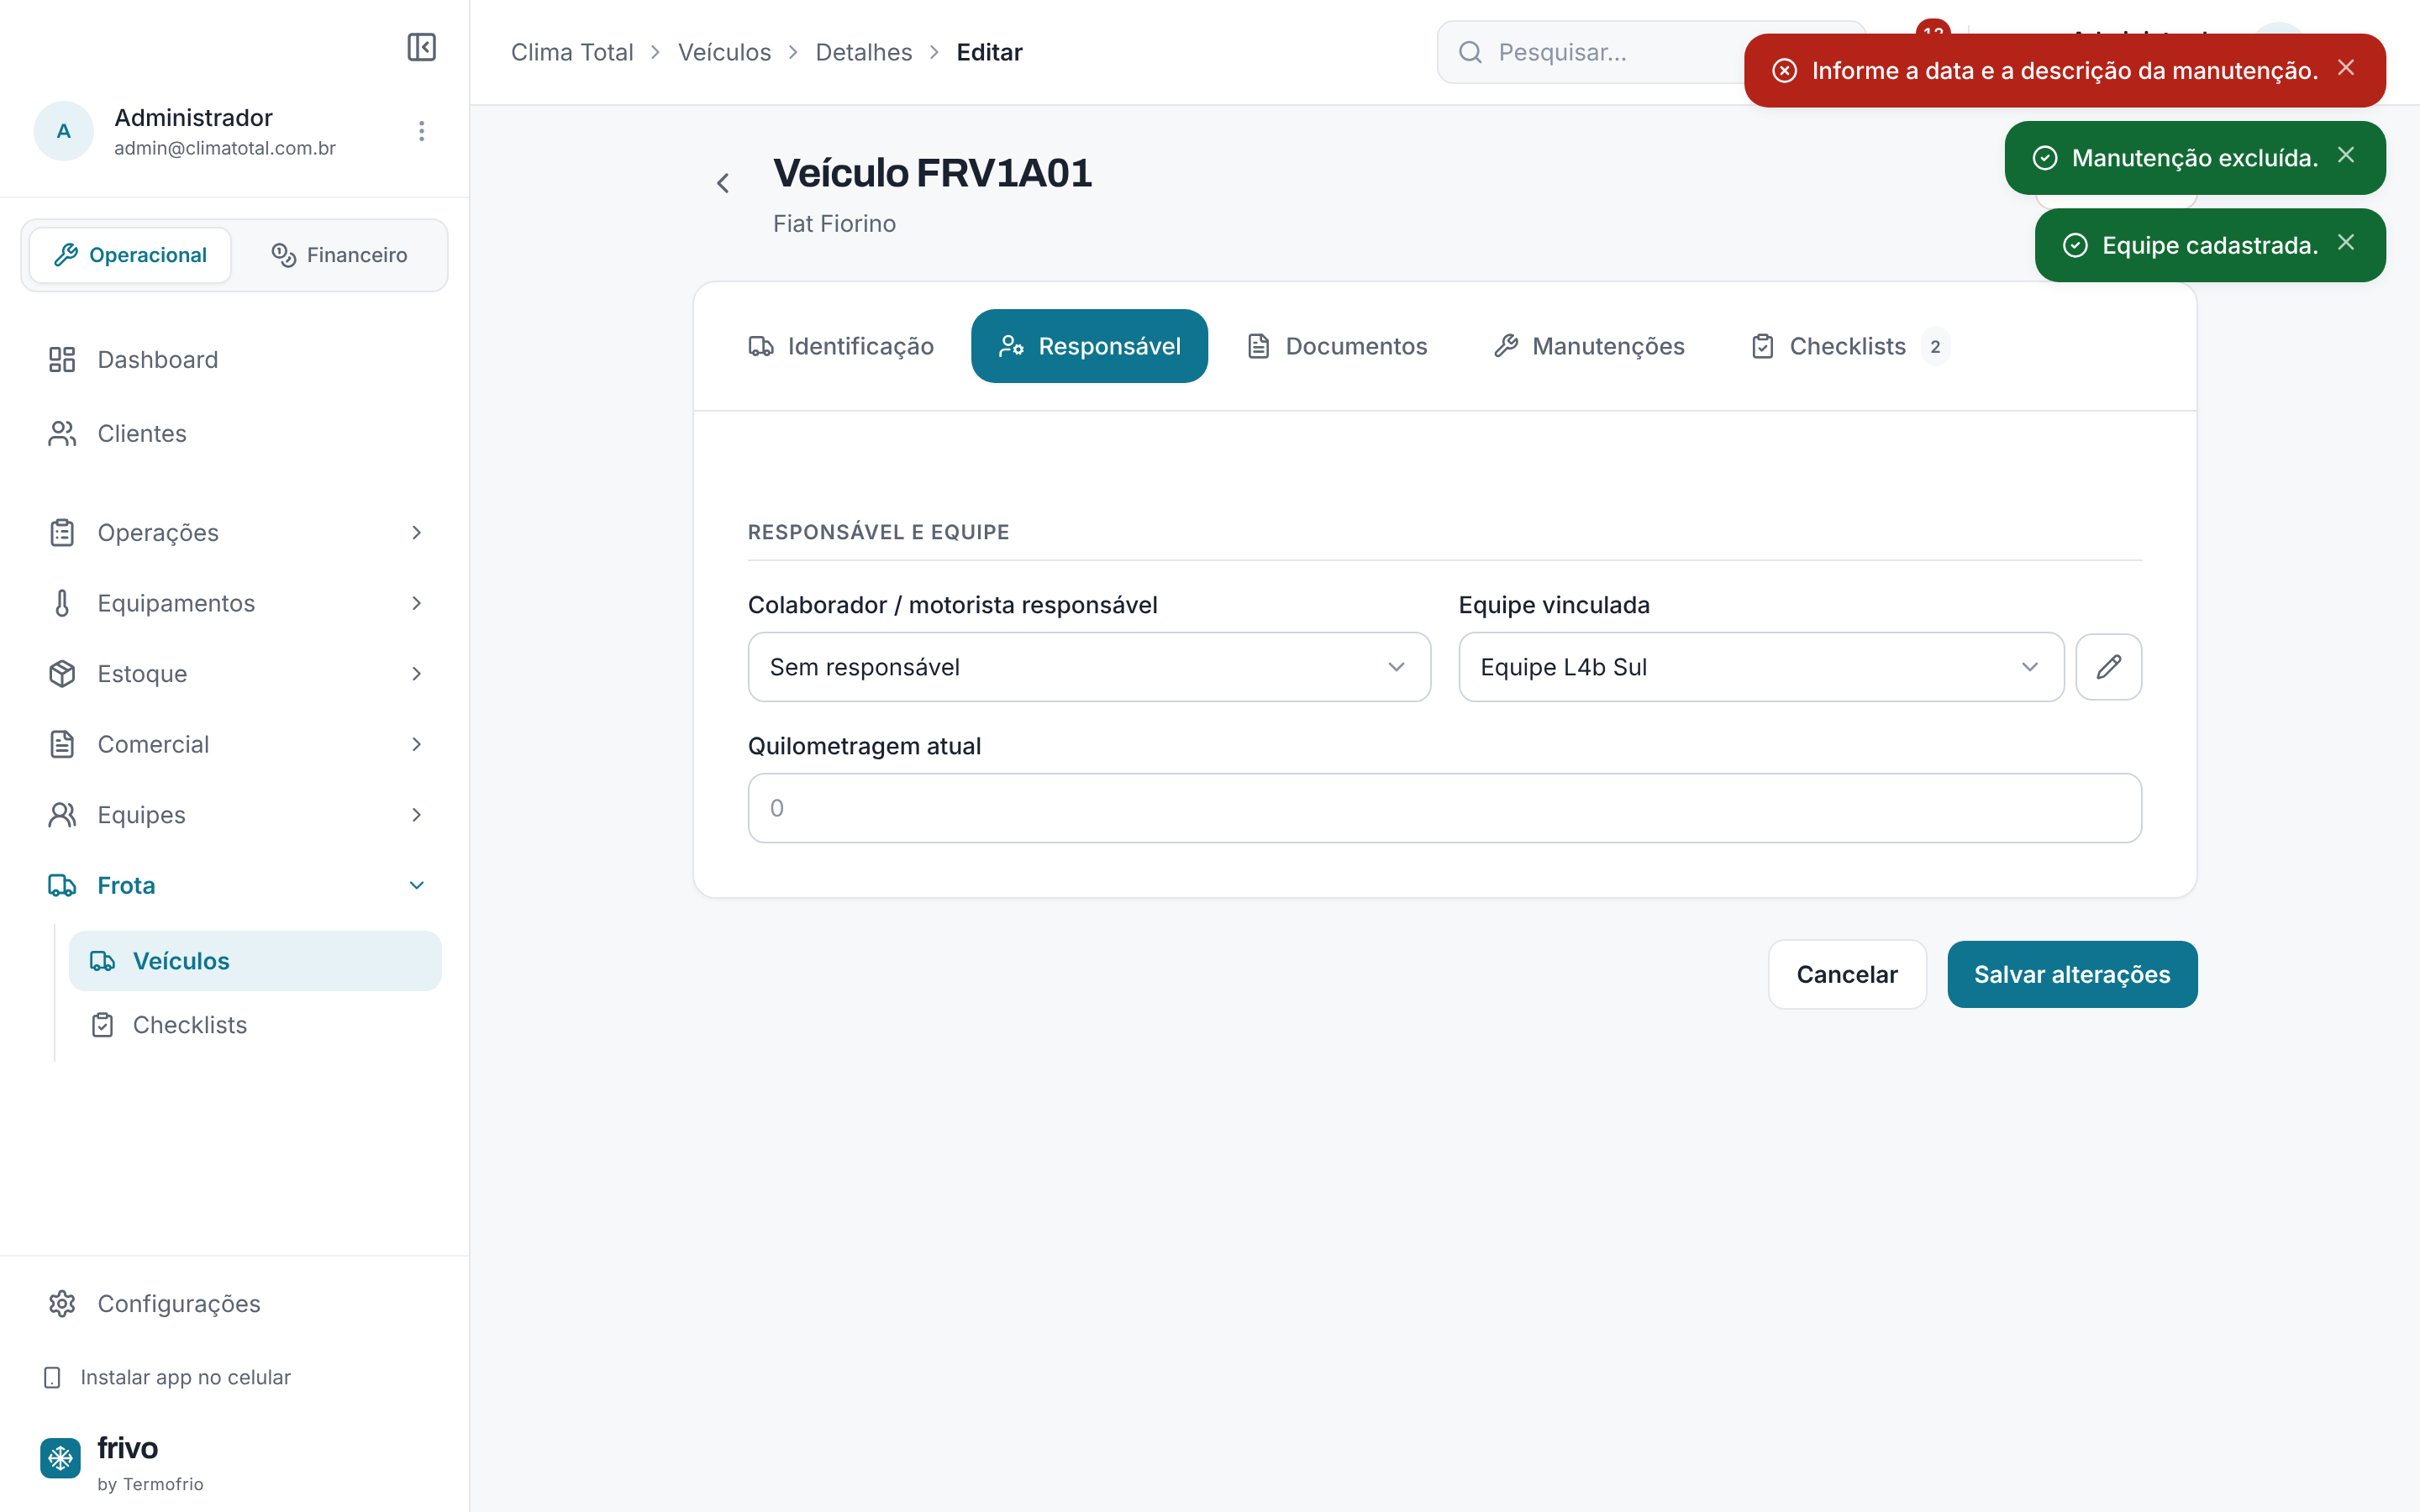 Clima Total > Veículos > Detalhes > Editar
Pesquisar...
Informe a data e a descrição da manutenção.
Manutenção excluída.
Equipe cadastrada.
A
Administrador
admin@climatotal.com.br
Operacional
Financeiro
Dashboard
Clientes
Operações
Equipamentos
Estoque
Comercial
Equipes
Frota
Veículos
Checklists
Configurações
Instalar app no celular
frivo
by Termofrio
Veículo FRV1A01
Fiat Fiorino
Identificação
Responsável
Documentos
Manutenções
Checklists 2
RESPONSÁVEL E EQUIPE
Colaborador / motorista responsável
Sem responsável
Equipe vinculada
Equipe L4b Sul
Quilometragem atual
0
Cancelar
Salvar alterações